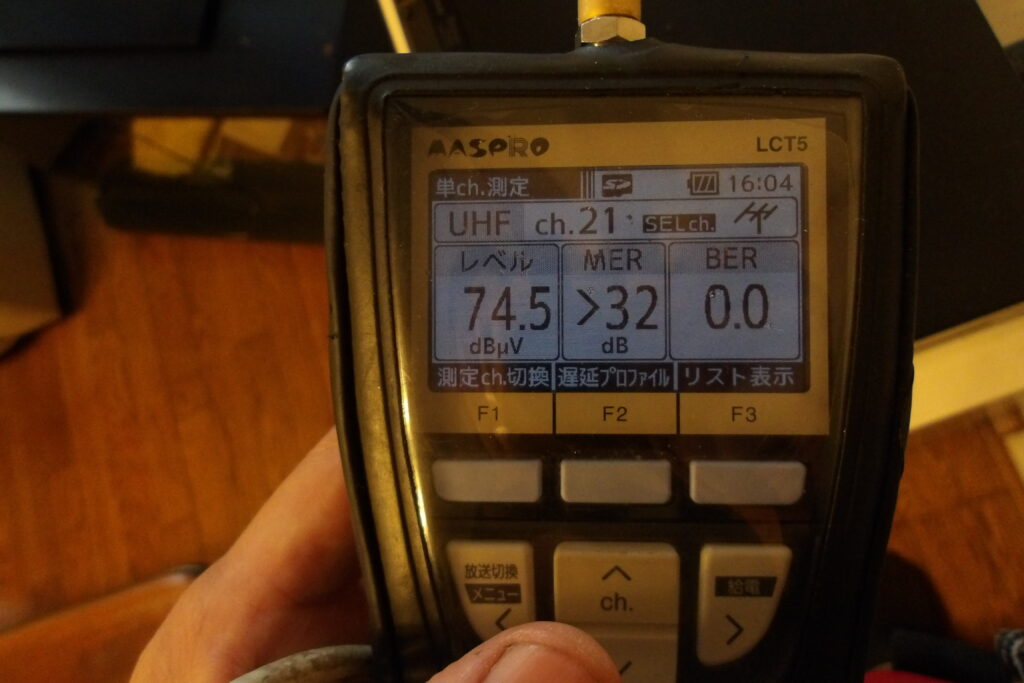 MASPRO LCT5
単ch.測定 SD 16:04
UHF ch.21 SELch.
レベル MER BER
74.5 >32 0.0
dBμV dB
測定ch.切換 遅延プロファイル リスト表示
F1 F2 F3
放送切換
メニュー ch. 給電